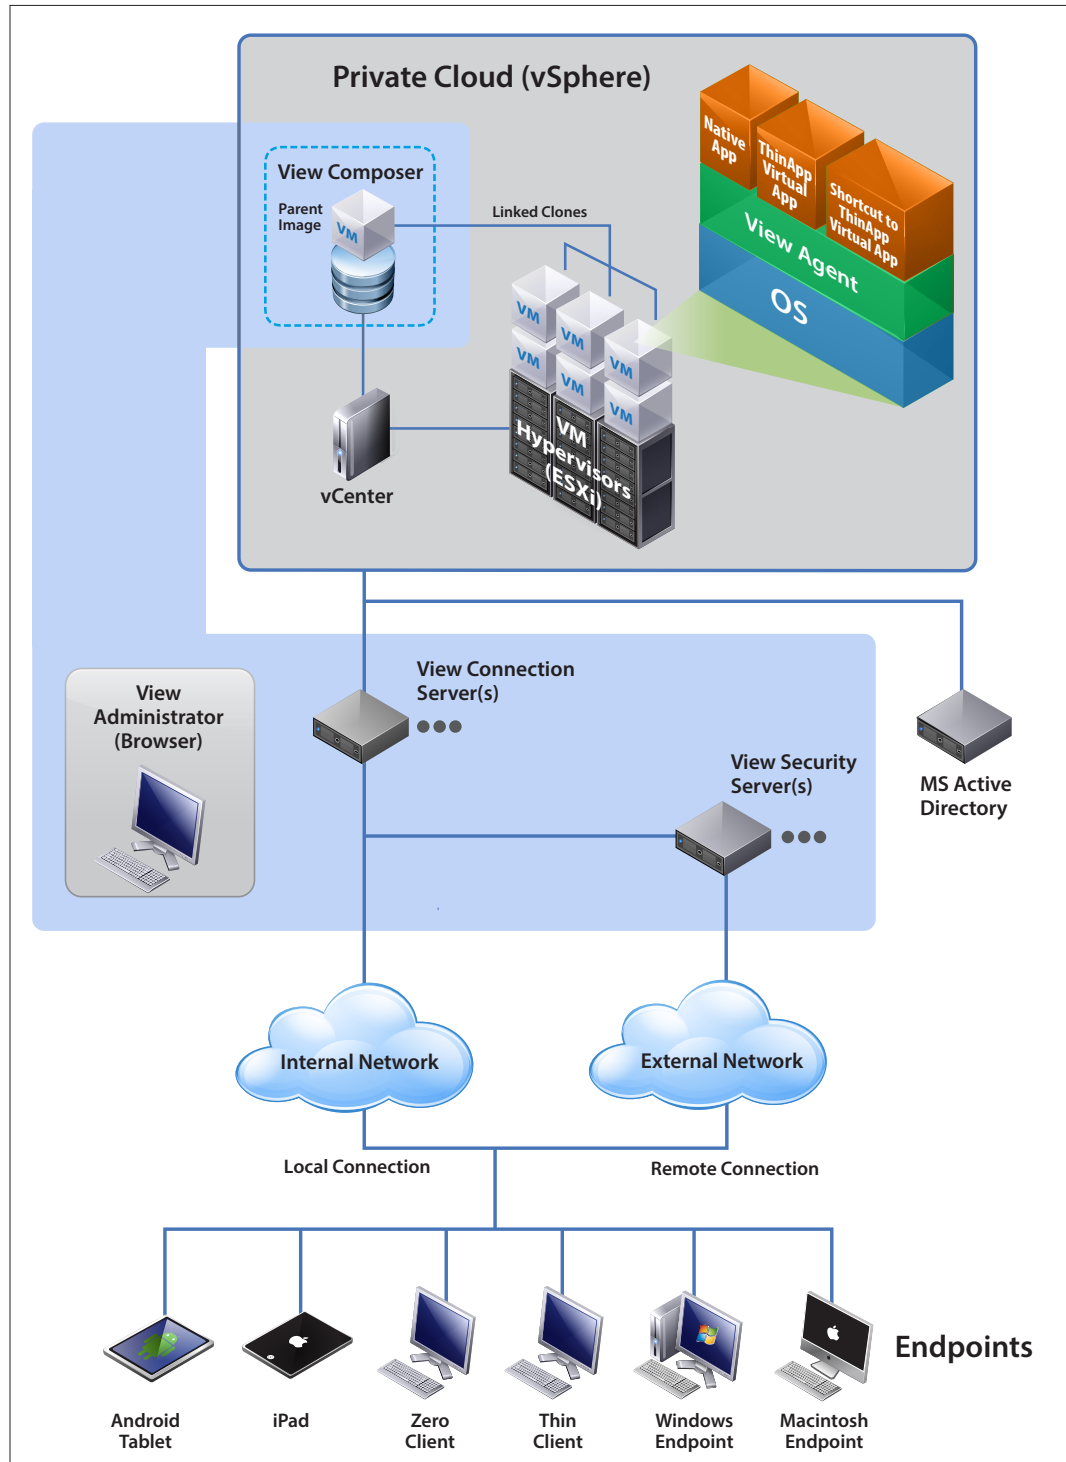 Private Cloud (vSphere)
Native
App
ThinApp
Virtual
App
Shortcut to
ThinApp
Virtual App
View Agent
OS
View Composer
Parent
Image
VM
Linked Clones
VM
VM
VM
VM
VM
VM
VM
Hypervisors
(ESXi)
vCenter
View Connection
Server(s)
View
Administrator
(Browser)
View Security
Server(s)
MS Active
Directory
Internal Network
External Network
Local Connection
Remote Connection
Endpoints
Android
Tablet
iPad
Zero
Client
Thin
Client
Windows
Endpoint
Macintosh
Endpoint